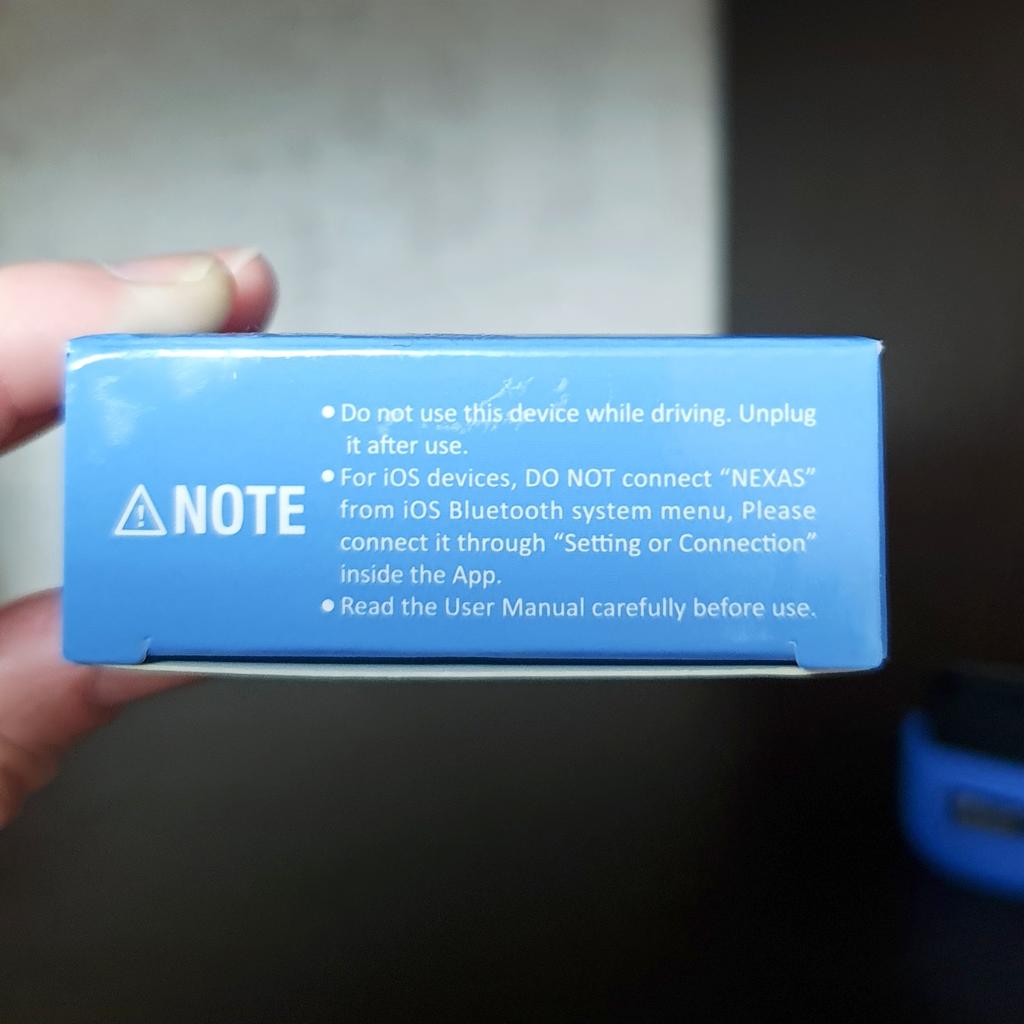 NOTE
● Do not use this device while driving. Unplug
it after use.
● For iOS devices, DO NOT connect “NEXAS”
from iOS Bluetooth system menu, Please
connect it through “Setting or Connection”
inside the App.
● Read the User Manual carefully before use.